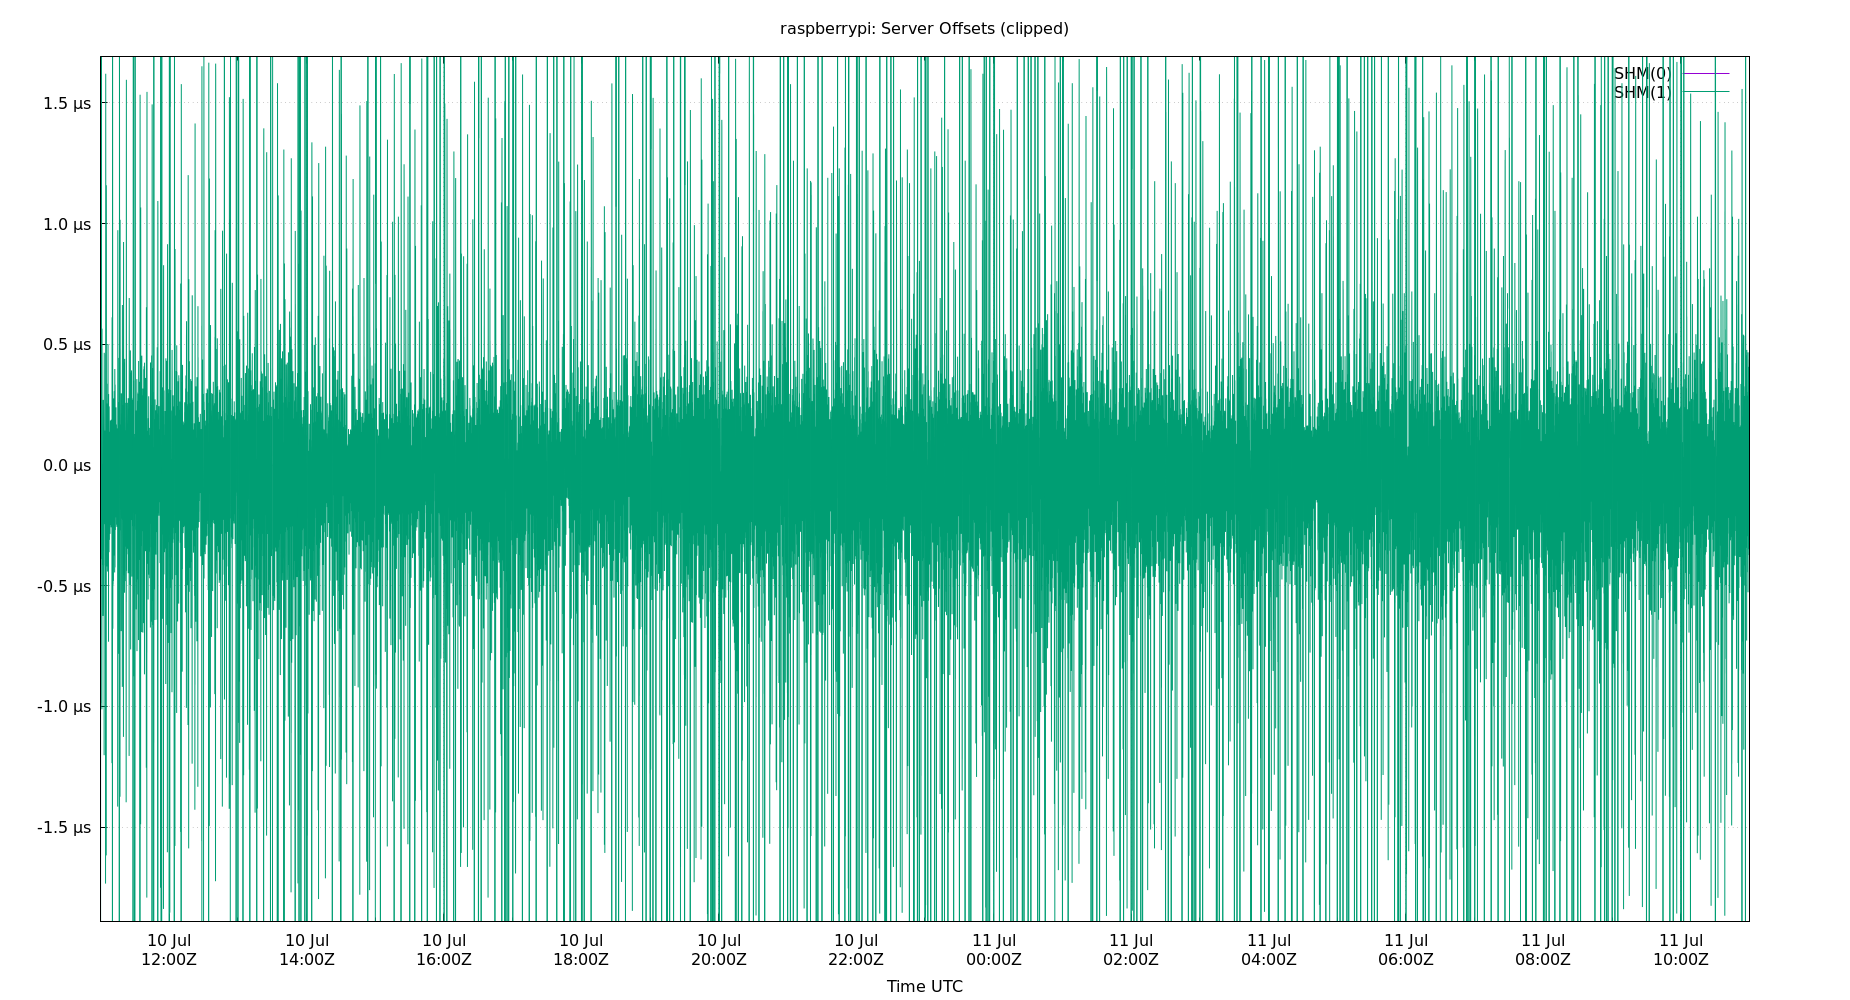 raspberrypi: Server Offsets (clipped)
SHM(0)
SHM(1)
1.5 µs
1.0 µs
0.5 µs
0.0 µs
-0.5 µs
-1.0 µs
-1.5 µs
10 Jul 10 Jul 10 Jul 10 Jul 10 Jul 10 Jul 11 Jul 11 Jul 11 Jul 11 Jul 11 Jul 11 Jul
12:00Z 14:00Z 16:00Z 18:00Z 20:00Z 22:00Z 00:00Z 02:00Z 04:00Z 06:00Z 08:00Z 10:00Z
Time UTC